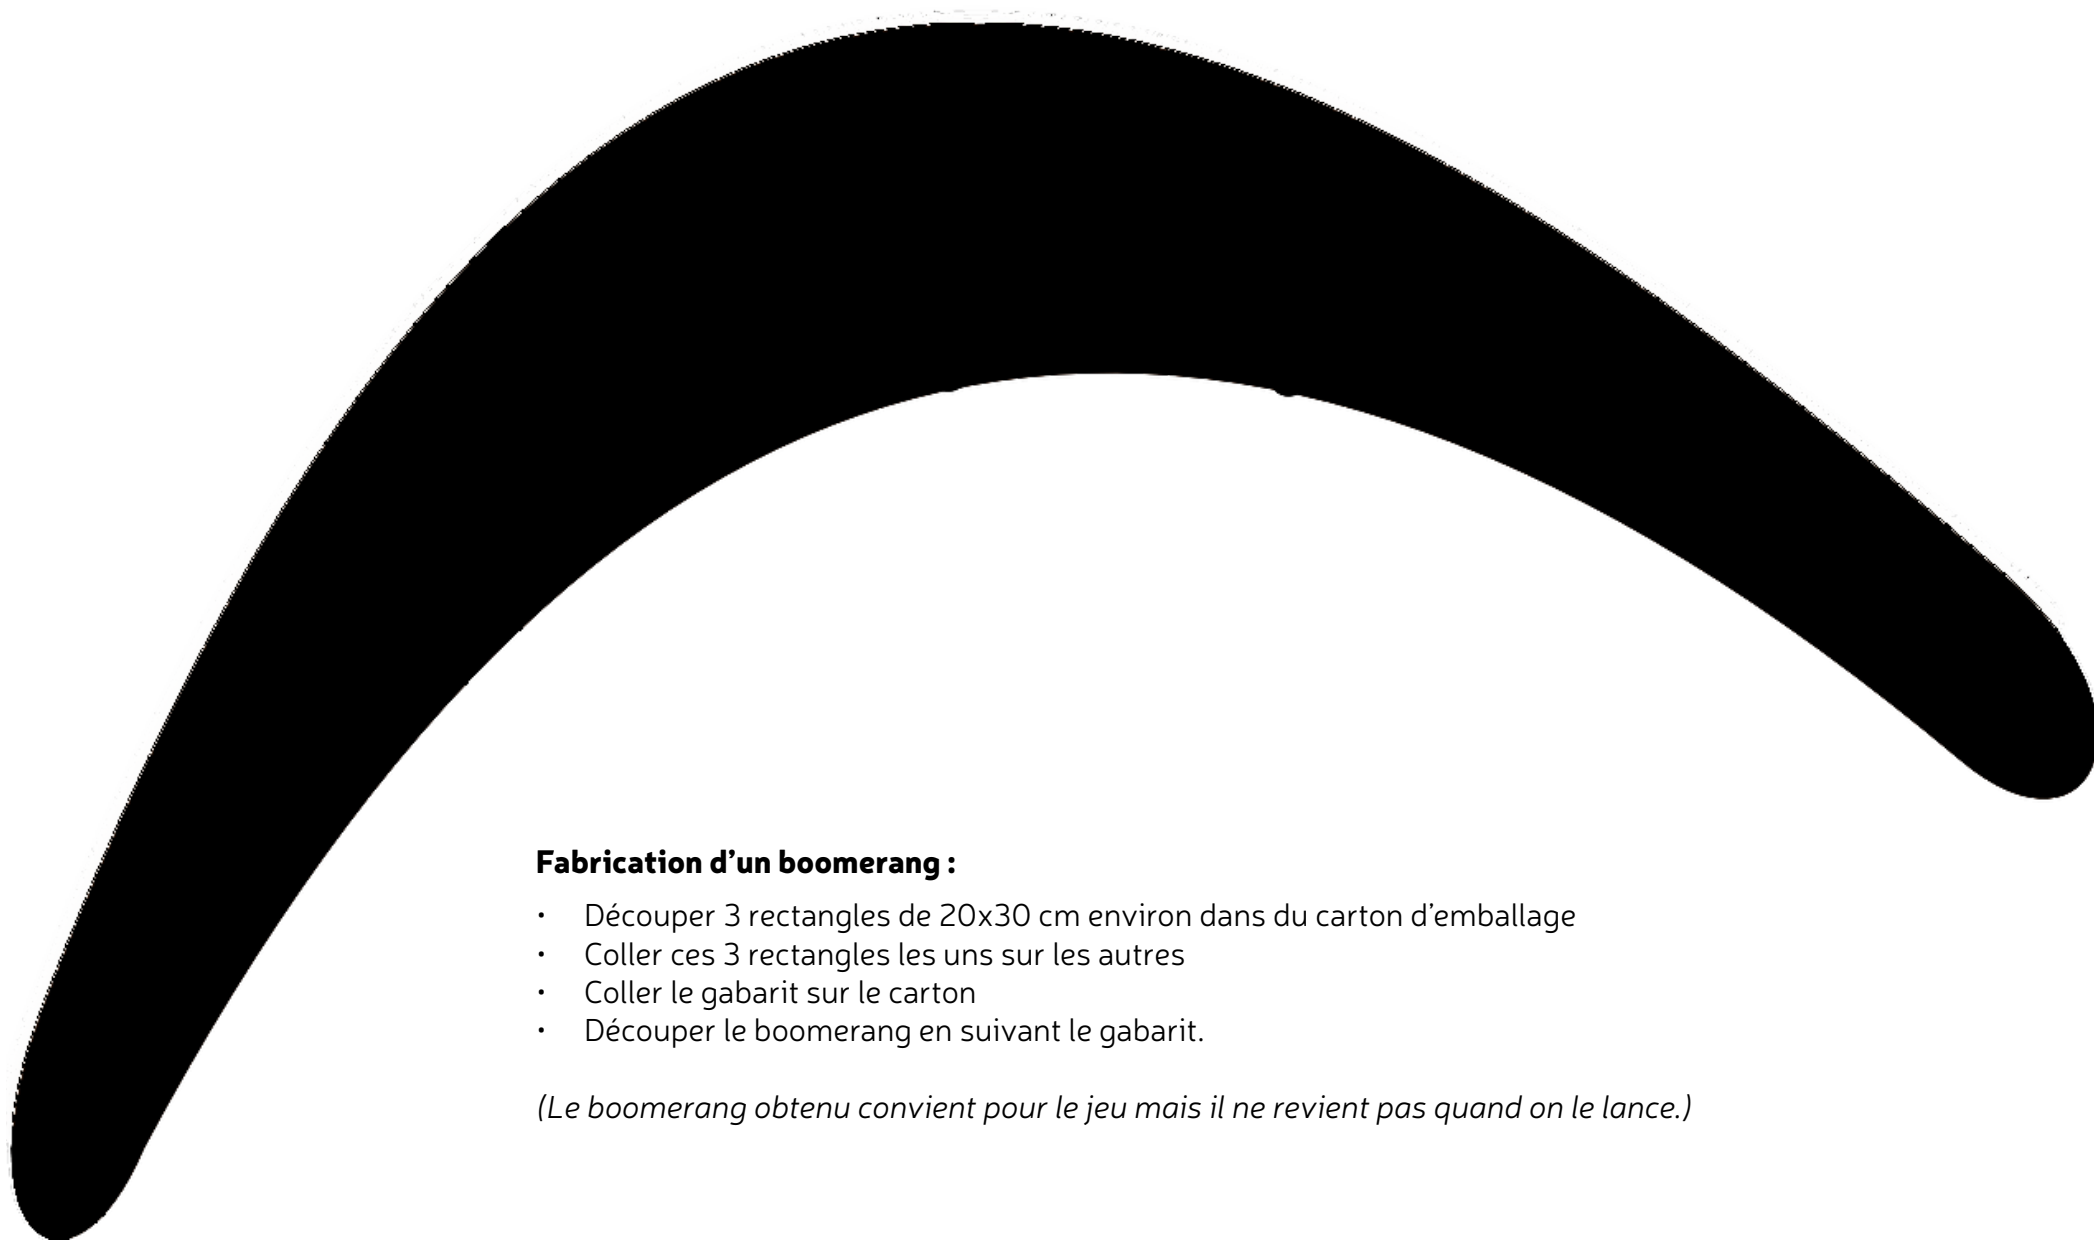 Fabrication d’un boomerang :
• Découper 3 rectangles de 20x30 cm environ dans du carton d’emballage
• Coller ces 3 rectangles les uns sur les autres
• Coller le gabarit sur le carton
• Découper le boomerang en suivant le gabarit.
(Le boomerang obtenu convient pour le jeu mais il ne revient pas quand on le lance.)